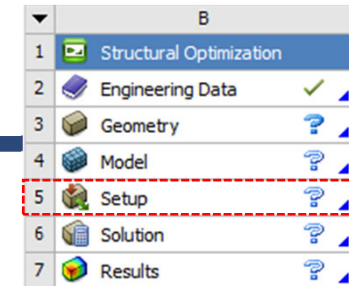 B
1 Structural Optimization
2 Engineering Data
3 Geometry ?
4 Model ?
5 Setup ?
6 Solution ?
7 Results ?